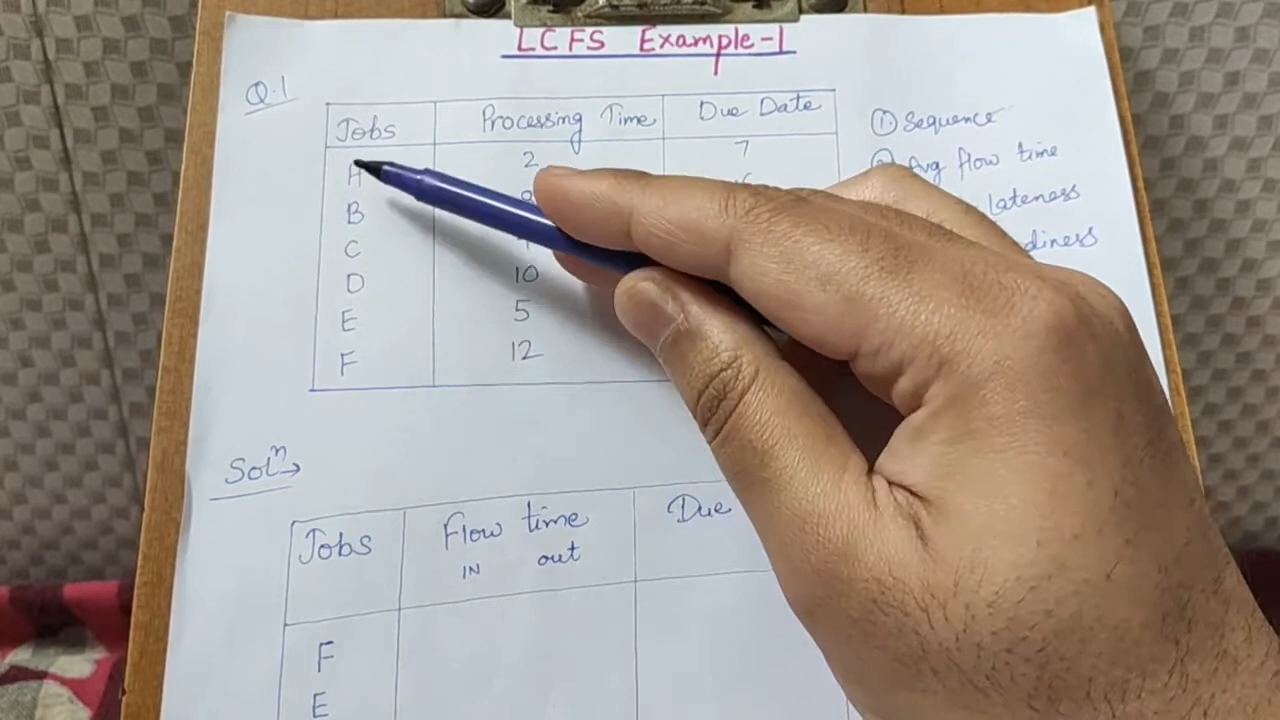 LCFS Example-1
Q.1
Jobs Processing Time Due Date
A 2 7
B
C
D 10
E 5
F 12
① Sequence
Avg flow time
lateness
Solⁿ→
Jobs Flow time Due
IN out
F
E